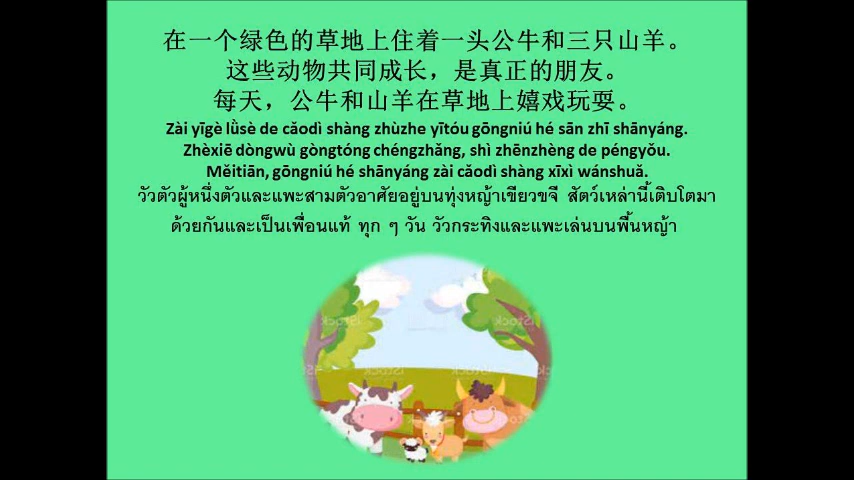 在一个绿色的草地上住着一头公牛和三只山羊。
这些动物共同成长，是真正的朋友。
每天，公牛和山羊在草地上嬉戏玩耍。
Zài yīgè lǜsè de cǎodì shàng zhùzhe yītóu gōngniú hé sān zhī shānyáng.
Zhèxiē dòngwù gòngtóng chéngzhǎng, shì zhēnzhèng de péngyǒu.
Měitiān, gōngniú hé shānyáng zài cǎodì shàng xīxì wánshuǎ.
วัวตัวผู้หนึ่งตัวและแพะสามตัวอาศัยอยู่บนทุ่งหญ้าเขียวขจี สัตว์เหล่านี้เติบโตมา
ด้วยกันและเป็นเพื่อนแท้ ทุก ๆ วัน วัวกระทิงและแพะเล่นบนพื้นหญ้า